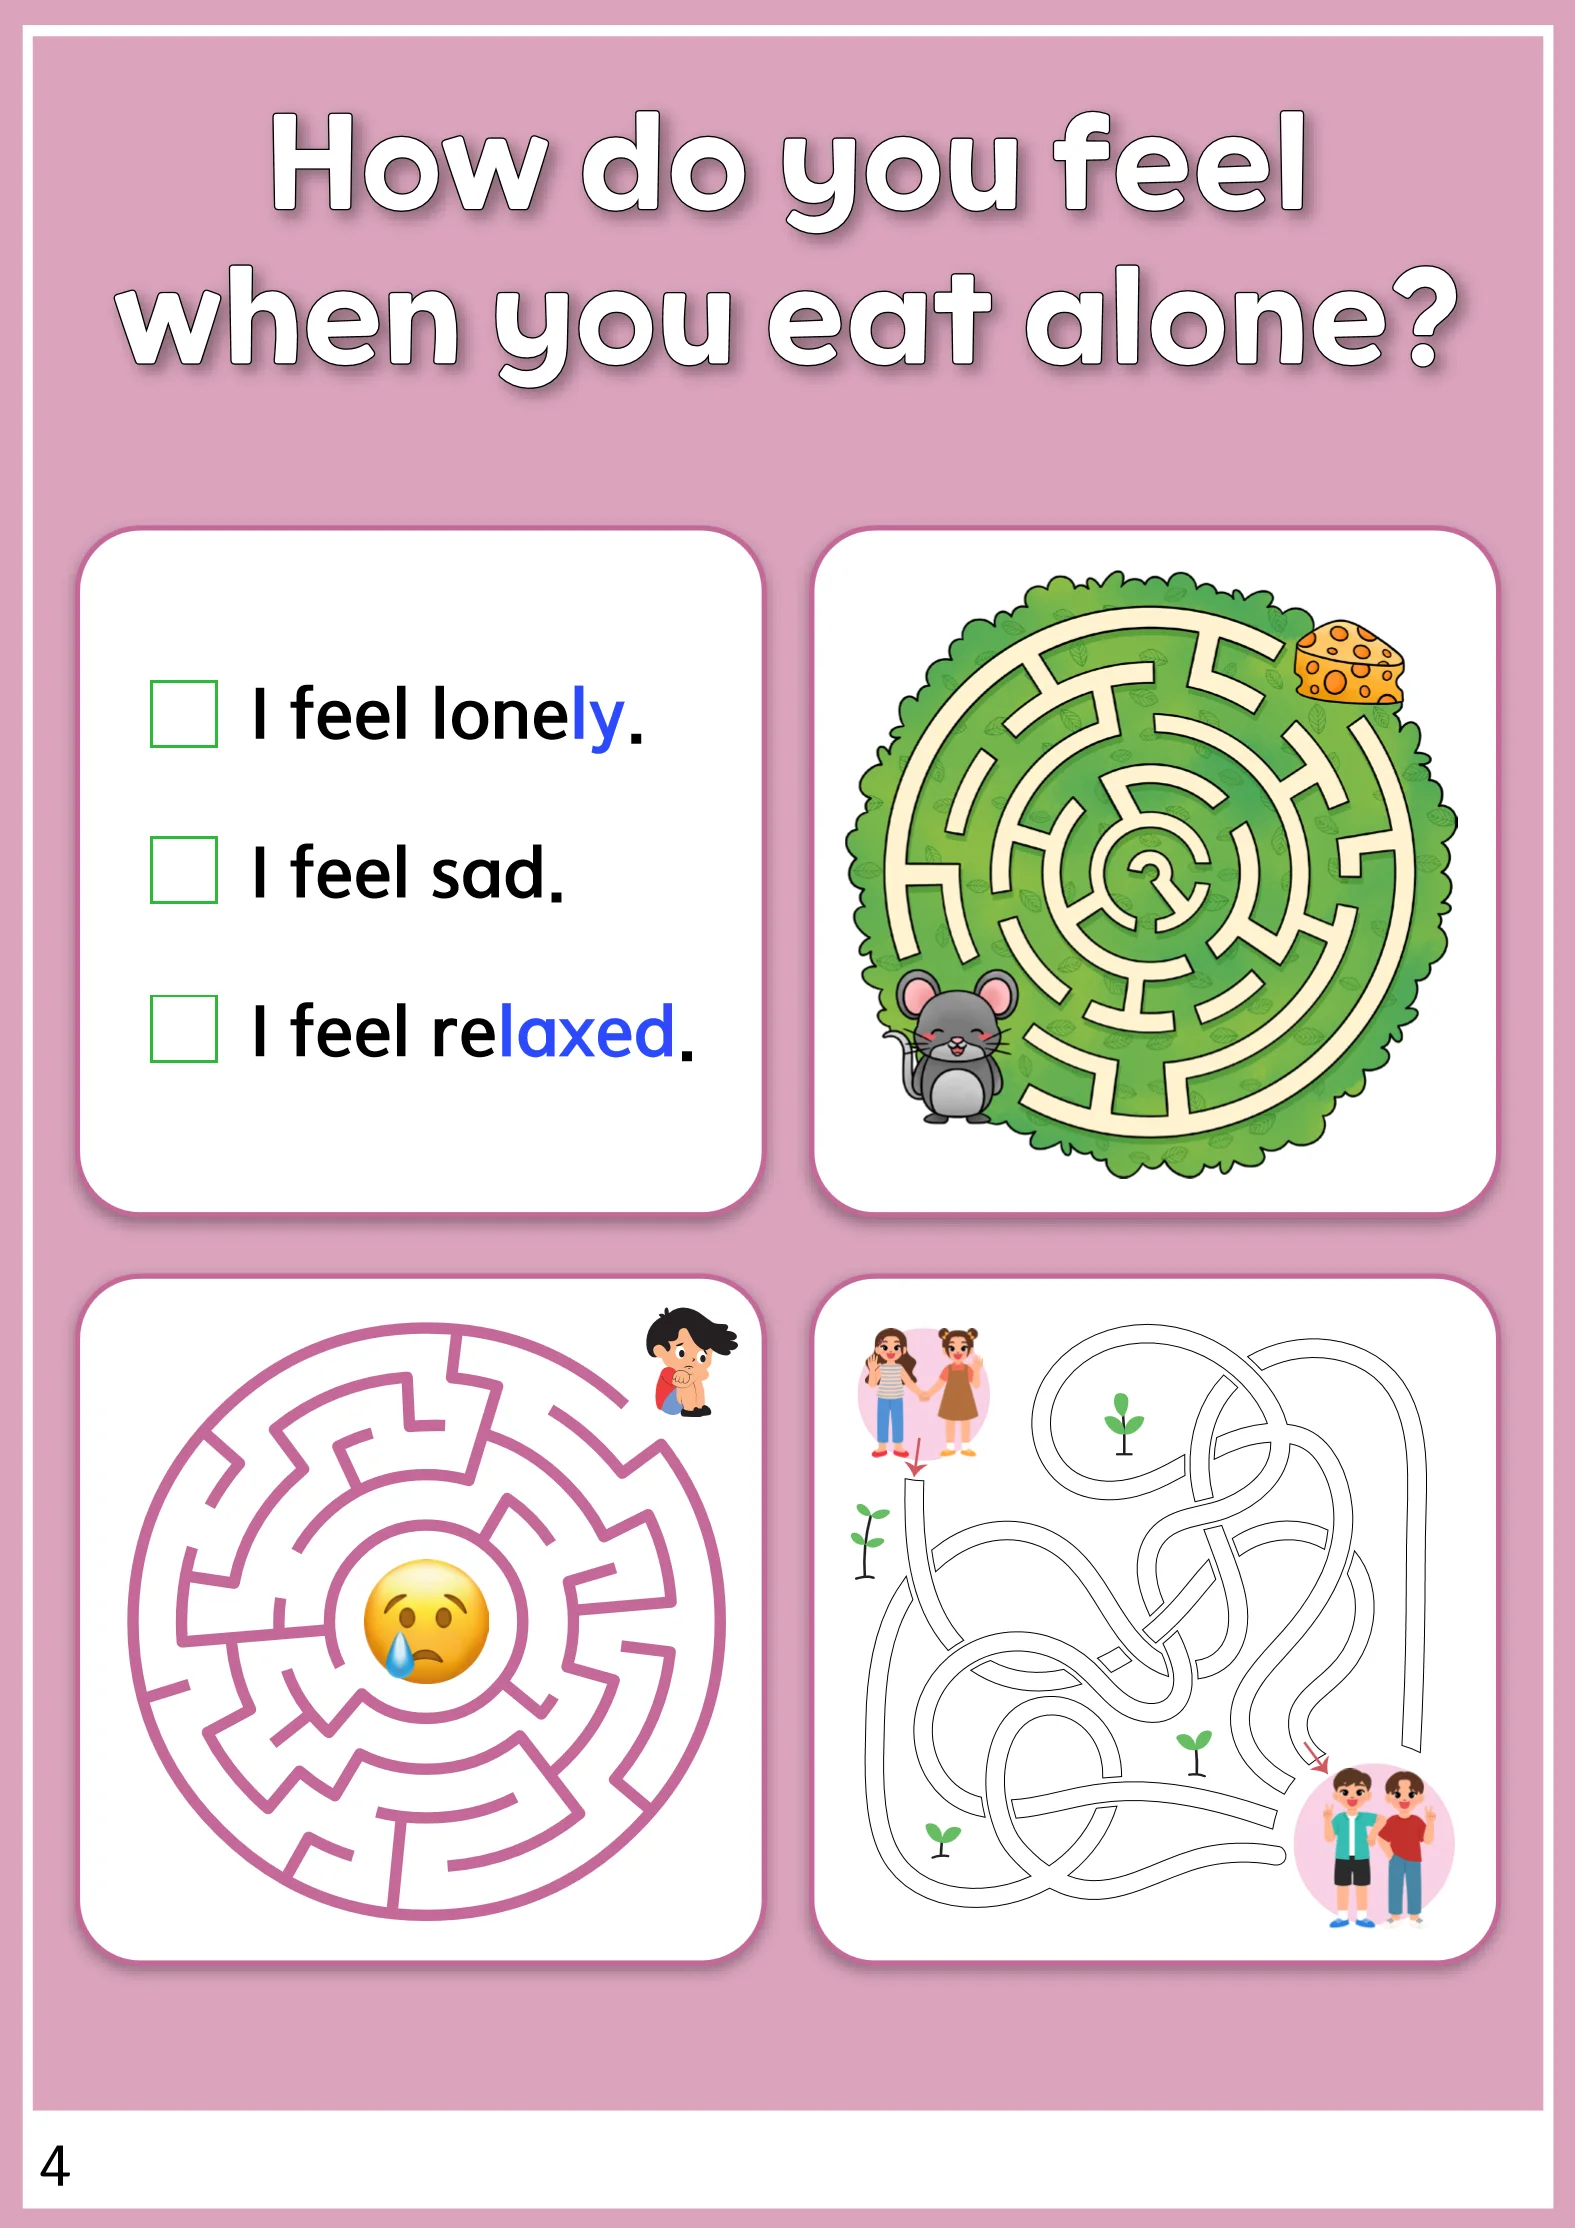 How do you feel
when you eat alone?
I feel lonely.
I feel sad.
I feel relaxed.
4